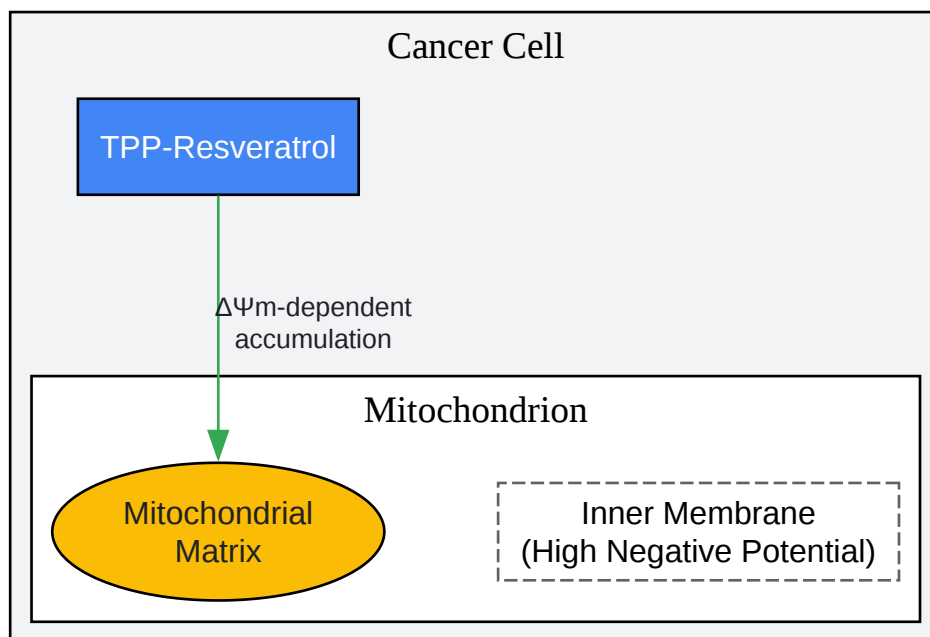 Cancer Cell
TPP-Resveratrol
ΔΨm-dependent
accumulation
Mitochondrion
Mitochondrial
Matrix
Inner Membrane
(High Negative Potential)